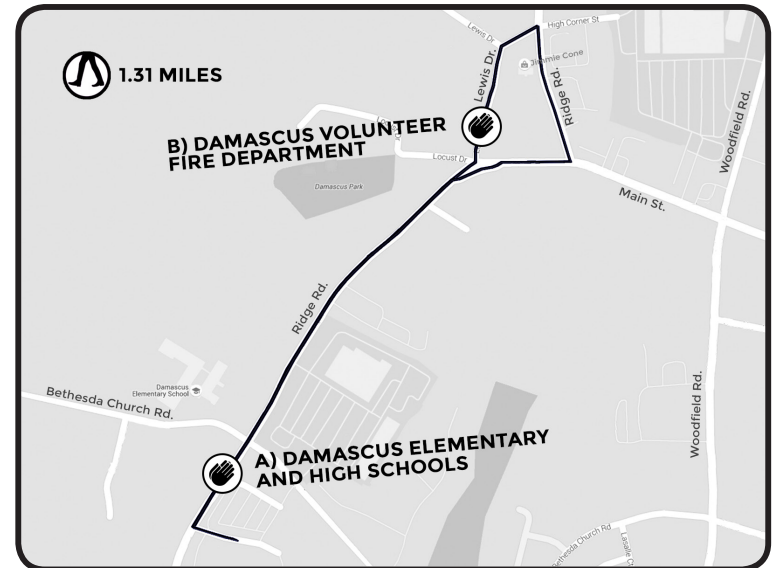 1.31 MILES
Lewis Dr.
High Corner St
Jimmie Cone
Lewis Dr.
Ridge Rd.
Woodfield Rd.
B) DAMASCUS VOLUNTEER
FIRE DEPARTMENT
Locust Dr
Damascus Park
Main St.
Ridge Rd.
Damascus
Elementary School
Bethesda Church Rd.
Woodfield Rd.
A) DAMASCUS ELEMENTARY
AND HIGH SCHOOLS
Bethesda Church Rd